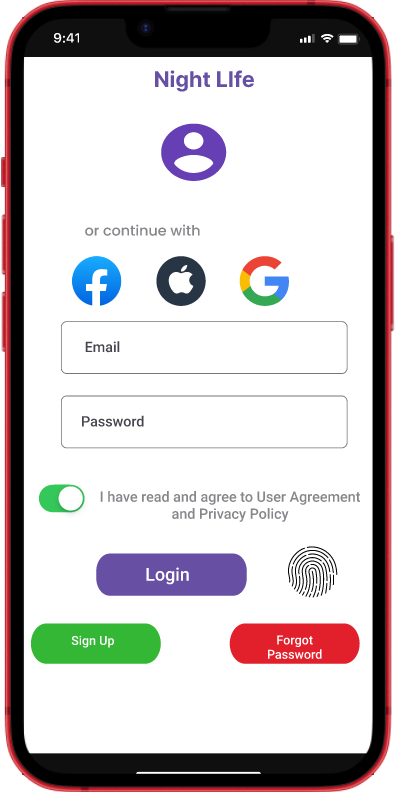 9:41
Night LIfe
or continue with
Email
Password
I have read and agree to User Agreement
and Privacy Policy
Login
Sign Up
Forgot
Password